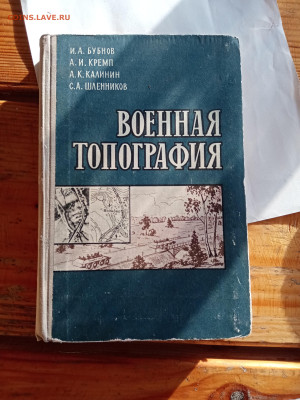 COINS.LAVE.RU
И. А. БУБНОВ
А. И. КРЕМП
А. К. КАЛИНИН
С. А. ШЛЕННИКОВ
ВОЕННАЯ
ТОПОГРАФИЯ